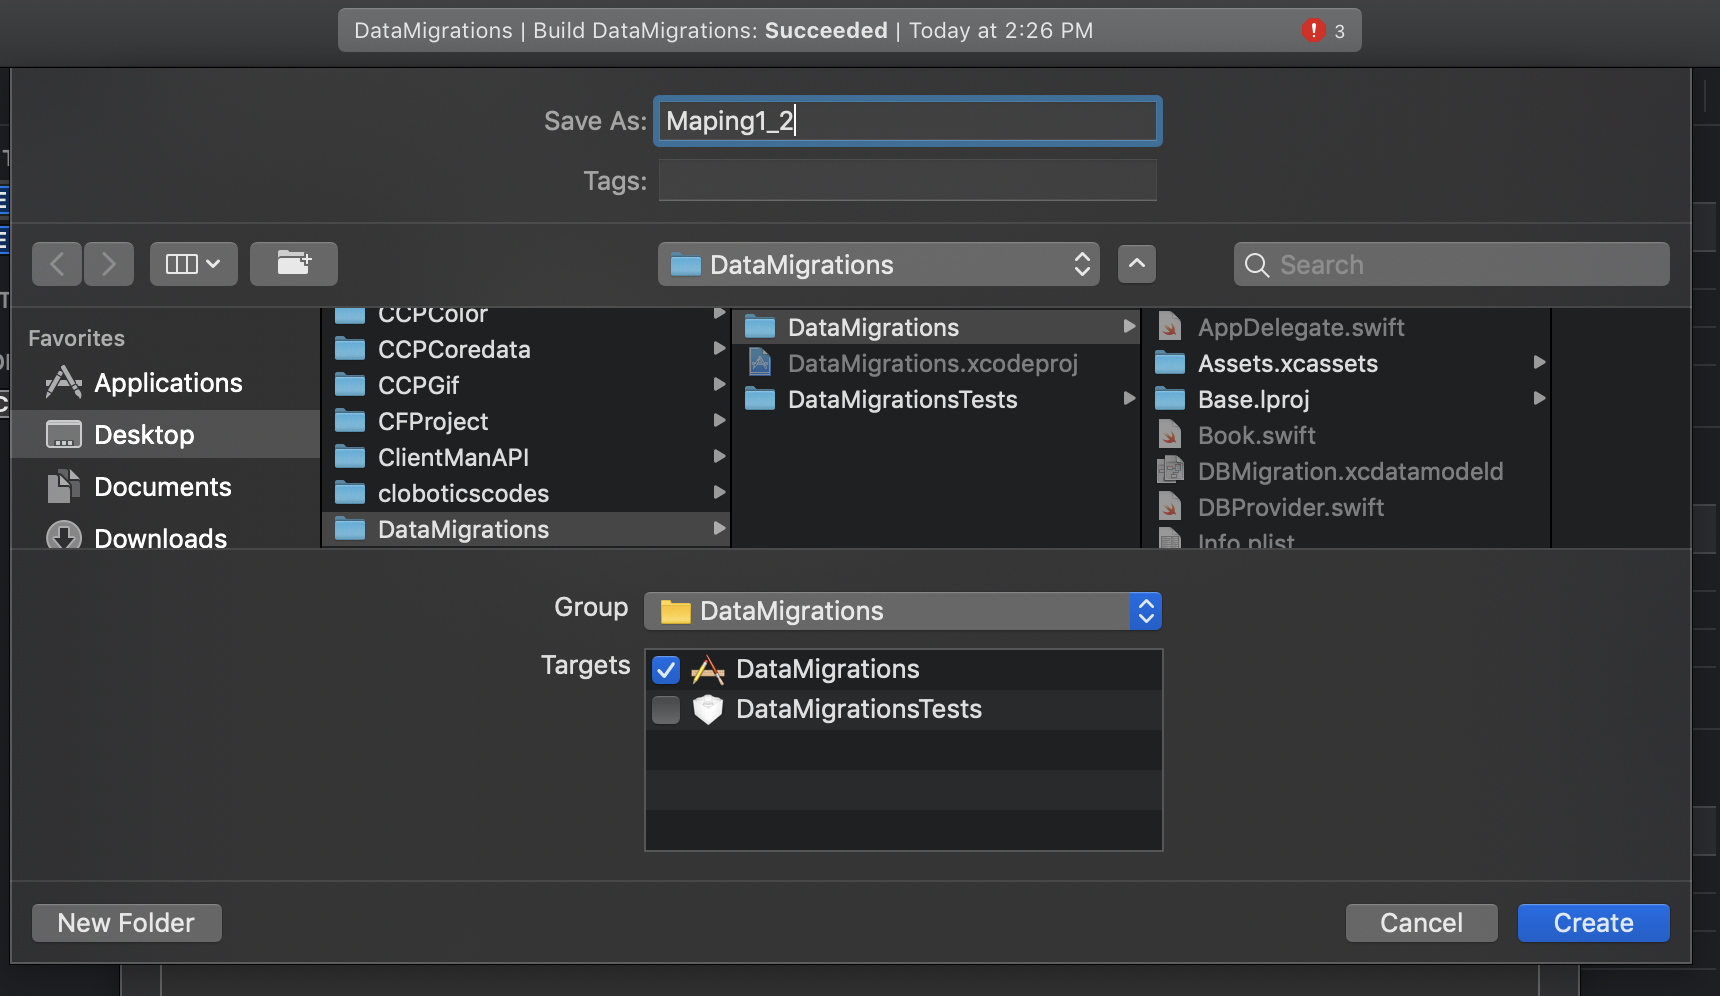 DataMigrations | Build DataMigrations: Succeeded | Today at 2:26 PM
3
Save As: Maping1_2
Tags:
DataMigrations
Search
Favorites
Applications
Desktop
Documents
Downloads
CCPColor
CCPCoredata
CCPGif
CFProject
ClientManAPI
cloboticscodes
DataMigrations
DataMigrations
DataMigrations.xcodeproj
DataMigrationsTests
AppDelegate.swift
Assets.xcassets
Base.lproj
Book.swift
DBMigration.xcdatamodeld
DBProvider.swift
Info.plist
Group DataMigrations
Targets DataMigrations
DataMigrationsTests
New Folder
Cancel
Create